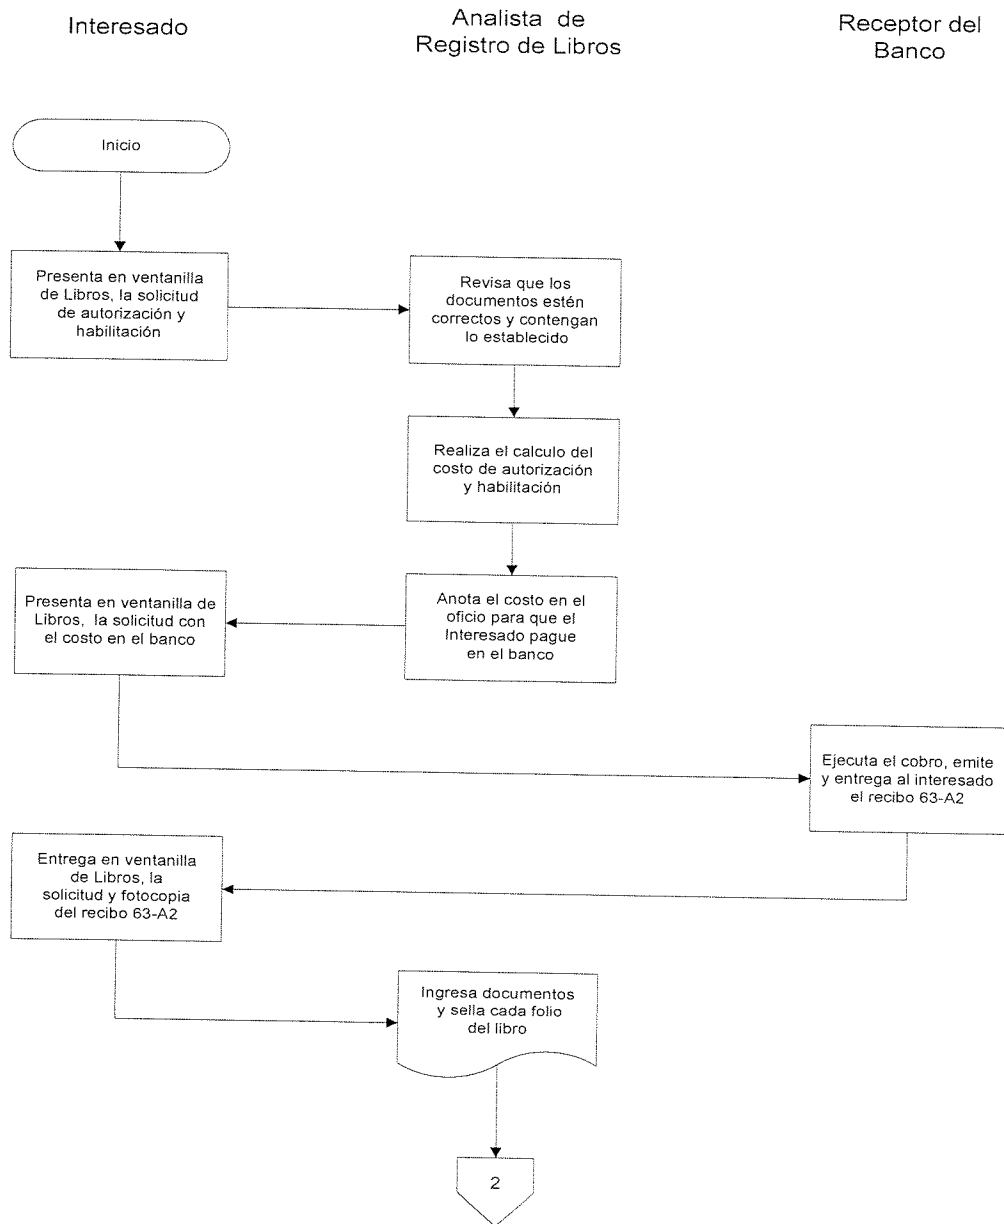 Interesado
Analista de
Registro de Libros
Receptor del
Banco
Inicio
Presenta en ventanilla
de Libros, la solicitud
de autorización y
habilitación
Revisa que los
documentos estén
correctos y contengan
lo establecido
Realiza el calculo del
costo de autorización
y habilitación
Anota el costo en el
oficio para que el
Interesado pague
en el banco
Presenta en ventanilla de
Libros, la solicitud con
el costo en el banco
Ejecuta el cobro, emite
y entrega al interesado
el recibo 63-A2
Entrega en ventanilla
de Libros, la
solicitud y fotocopia
del recibo 63-A2
Ingresa documentos
y sella cada folio
del libro
2